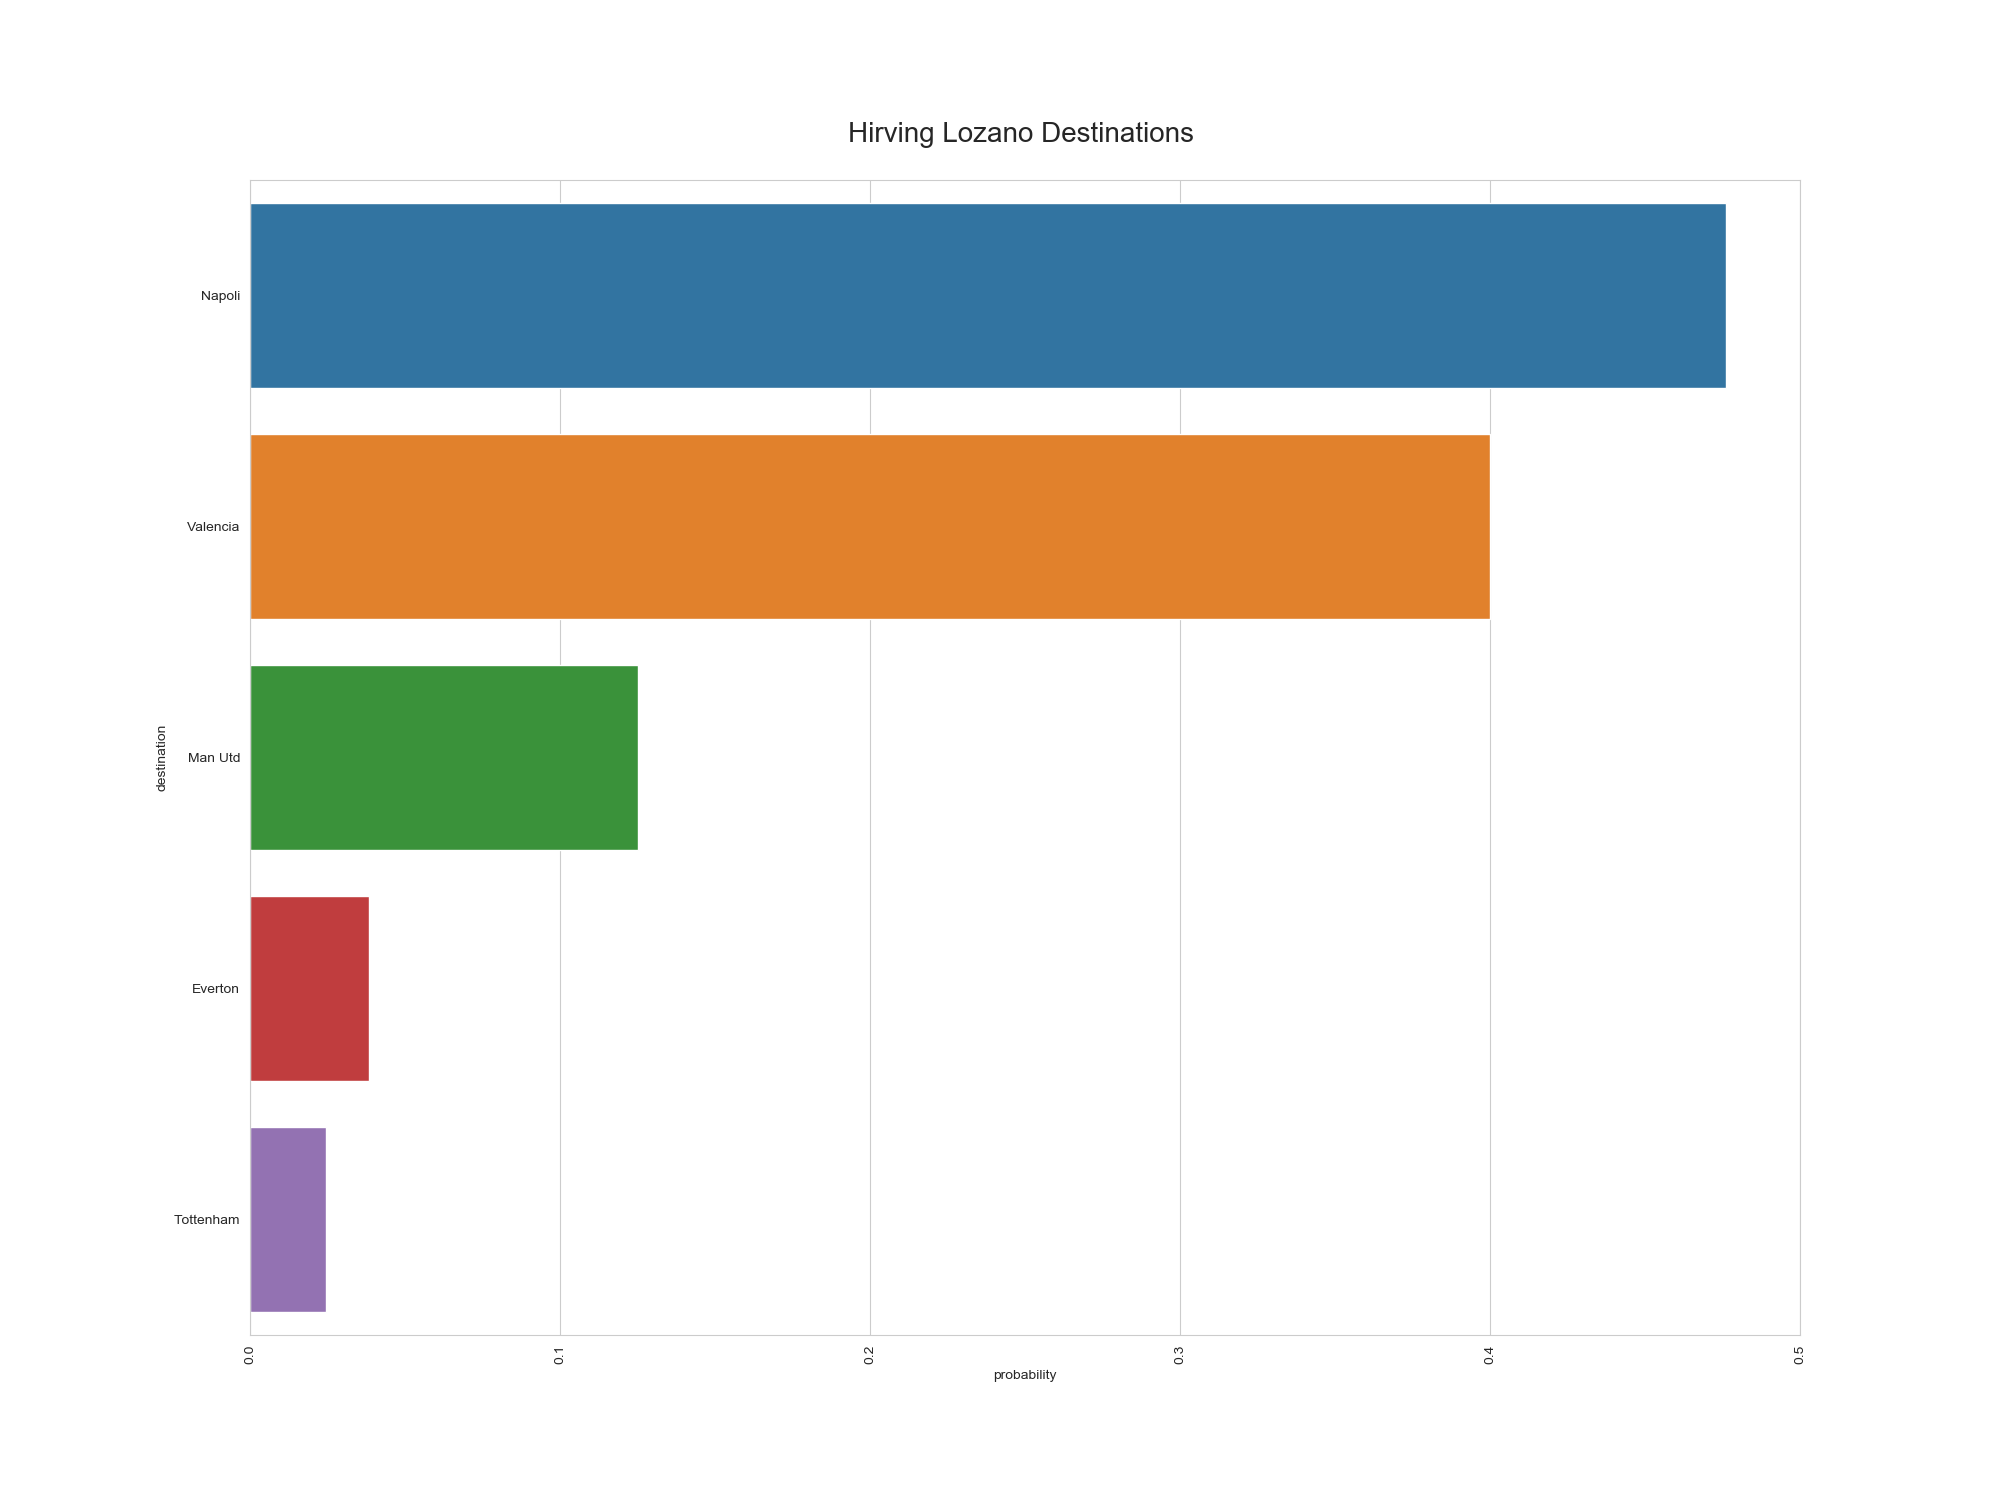 Hirving Lozano Destinations
Napoli
Valencia
Man Utd
Everton
Tottenham
destination
0.0
0.1
0.2
0.3
0.4
0.5
probability